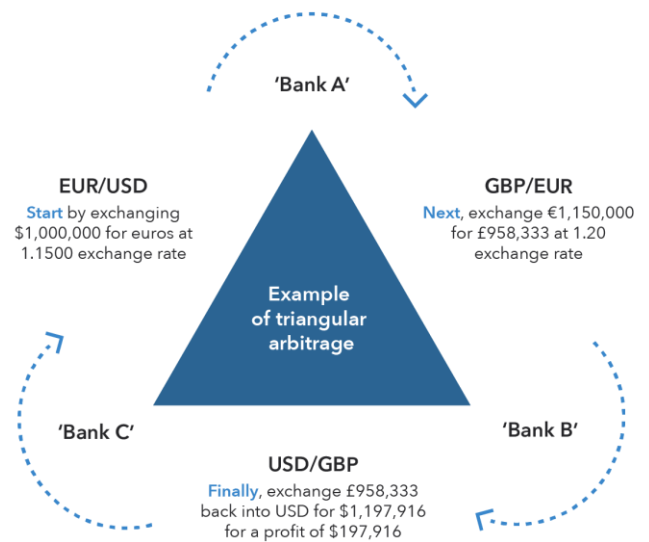 'Bank A'
EUR/USD
Start by exchanging
$1,000,000 for euros at
1.1500 exchange rate
GBP/EUR
Next, exchange €1,150,000
for £958,333 at 1.20
exchange rate
Example
of triangular
arbitrage
'Bank C'
'Bank B'
USD/GBP
Finally, exchange £958,333
back into USD for $1,197,916
for a profit of $197,916